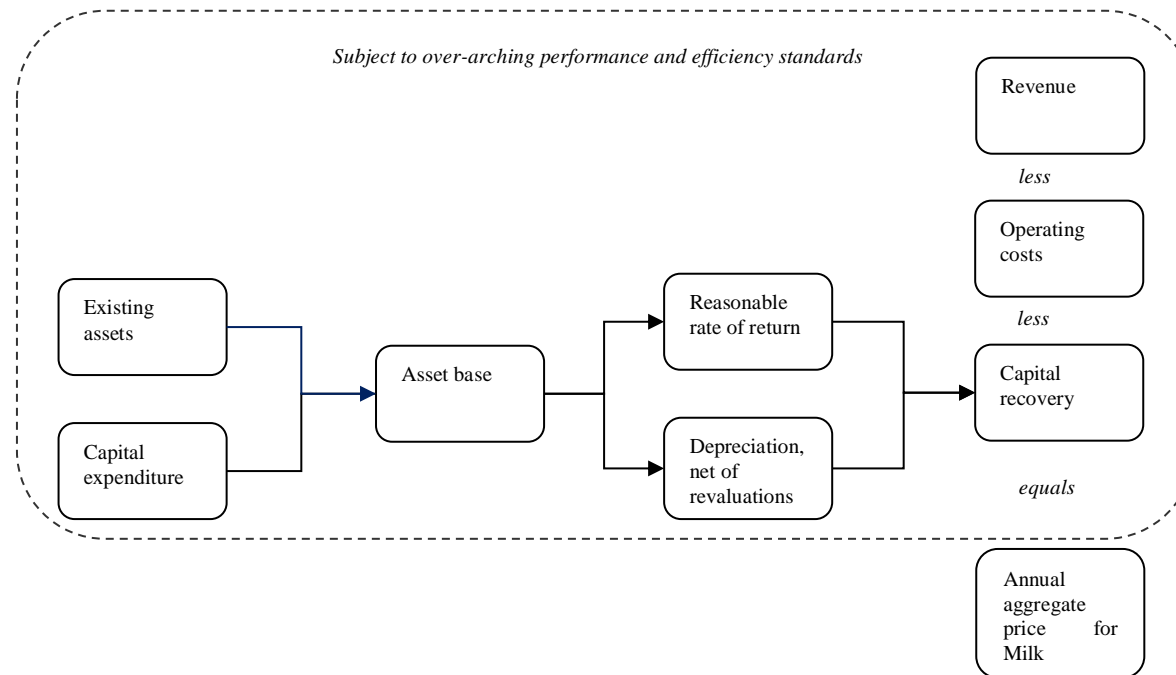 Subject to over-arching performance and efficiency standards
Revenue
less
Operating
costs
less
Existing
assets
Capital
expenditure
Asset base
Reasonable
rate of return
Depreciation,
net of
revaluations
Capital
recovery
equals
Annual
aggregate
price for
Milk